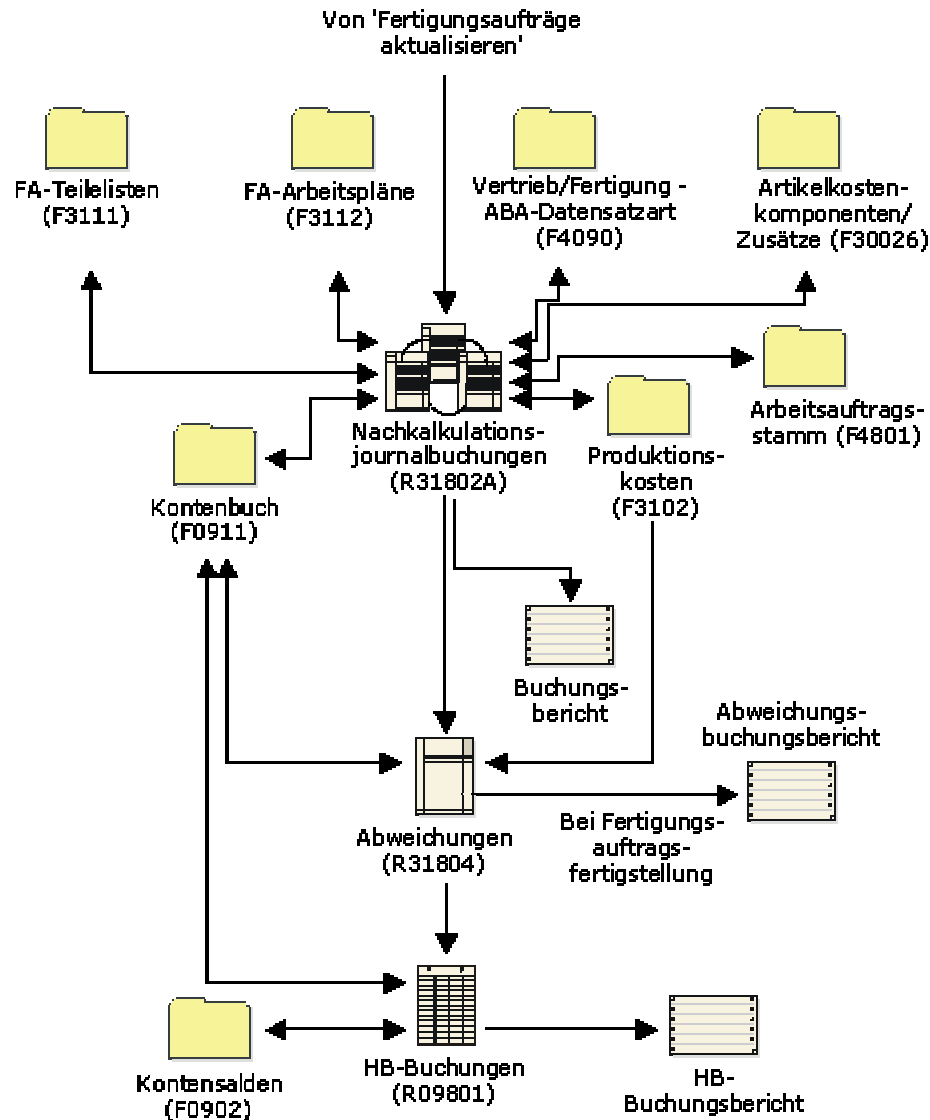 Von 'Fertigungsaufträge
aktualisieren'
FA-Teilelisten
(F3111)
FA-Arbeitspläne
(F3112)
Vertrieb/Fertigung -
ABA-Datensatzart
(F4090)
Artikelkosten-
komponenten/
Zusätze (F30026)
Arbeitsauftrags-
stamm (F4801)
Nachkalkulations-
journalbuchungen
(R31802A)
Produktions-
kosten
(F3102)
Kontenbuch
(F0911)
Buchungs-
bericht
Abweichungs-
buchungsbericht
Abweichungen
(R31804)
Bei Fertigungs-
auftrags-
fertigstellung
Kontensalden
(F0902)
HB-Buchungen
(R09801)
HB-
Buchungsbericht